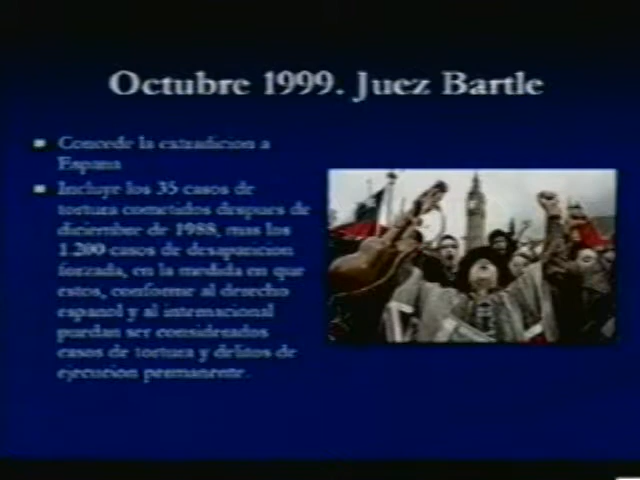 Octubre 1999. Juez Bartle
Concede la extradicion a
España
Incluye los 35 casos de
tortura cometidos despues de
diciembre de 1988, mas los
1.200 casos de desaparicion
forzada, en la medida en que
estos, conforme al derecho
español y al internacional
puedan ser considerados
casos de tortura y delitos de
ejecucion permanente.